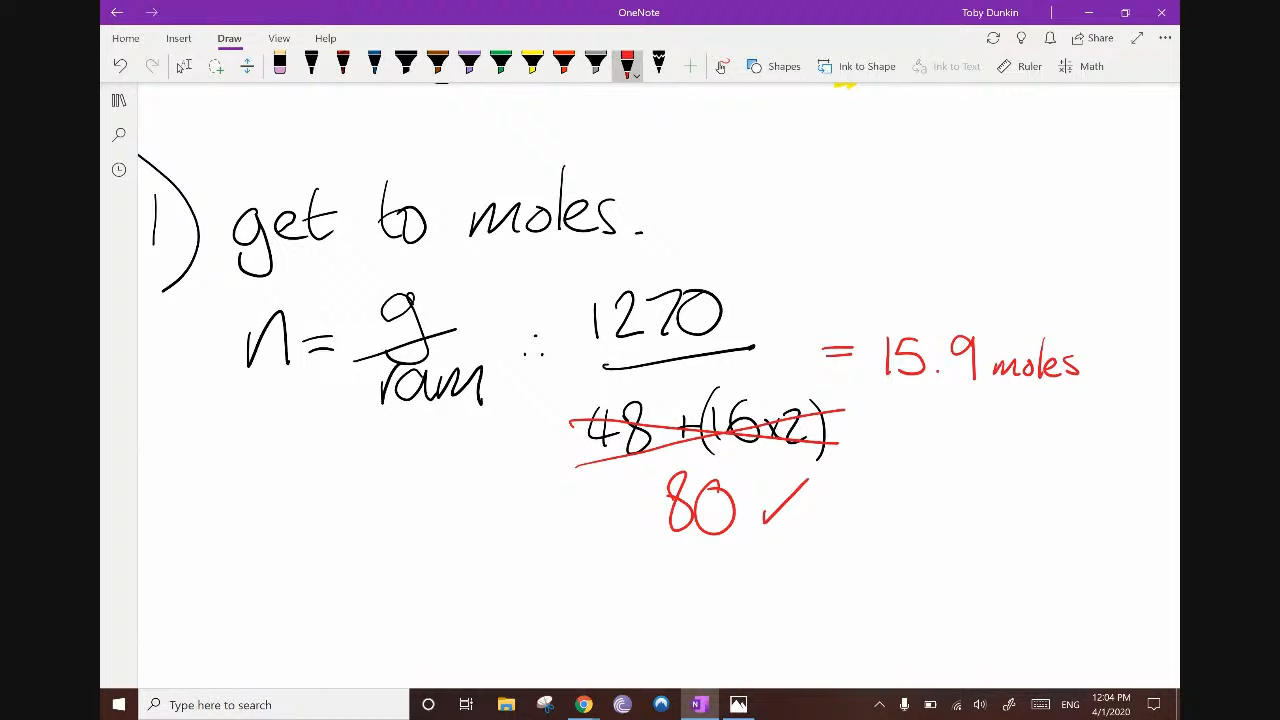 OneNote
Toby Dunkin
Home Insert Draw View Help
Share
Shapes Ink to Shape Ink to Text Ruler Math
1) get to moles.
n = g/ram ∴ 1270/48 + (16x2) = 15.9 moles
80 ✓
Type here to search
ENG
12:04 PM
4/1/2020